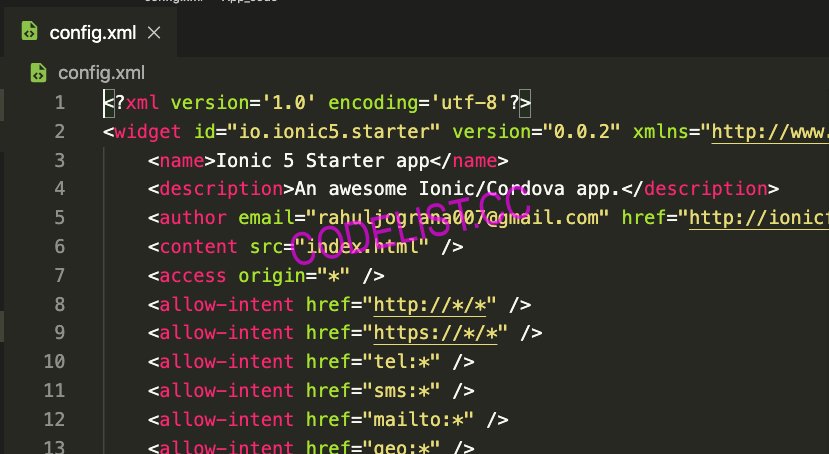 config.xml
config.xml
1 <?xml version='1.0' encoding='utf-8'?>
2 <widget id="io.ionic5.starter" version="0.0.2" xmlns="http://www.
3 <name>Ionic 5 Starter app</name>
4 <description>An awesome Ionic/Cordova app.</description>
5 <author email="rahuljograna007@gmail.com" href="http://ionicf
6 <content src="index.html" />
7 <access origin="*" />
8 <allow-intent href="http://*/*" />
9 <allow-intent href="https://*/*" />
10 <allow-intent href="tel:*" />
11 <allow-intent href="sms:*" />
12 <allow-intent href="mailto:*" />
13 <allow-intent href="geo:*" />
CODELIST.CC